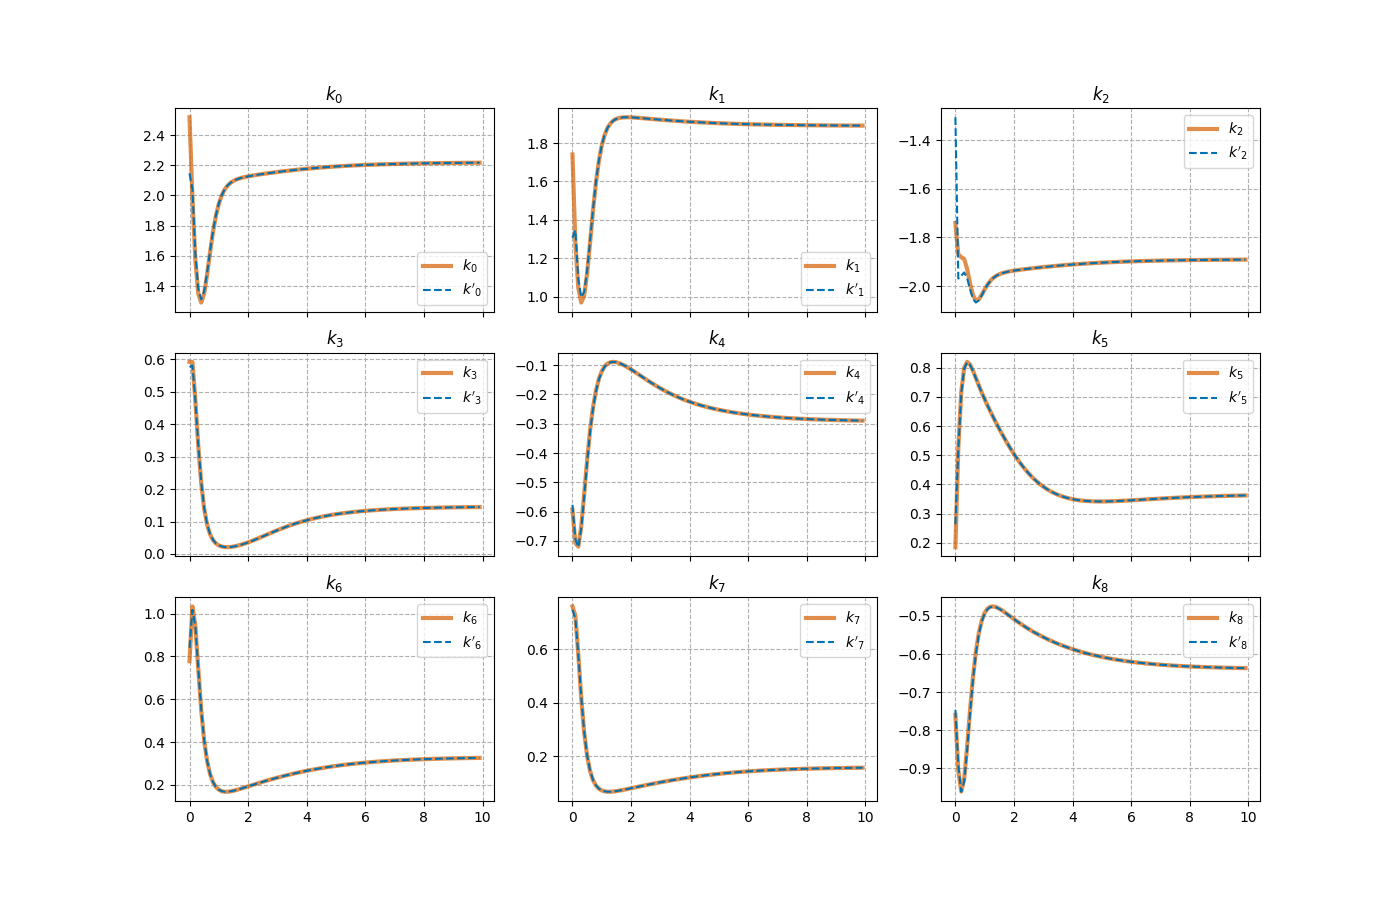 k₀
2.4
2.2
2.0
1.8
1.6
1.4
k₀
k'₀
k₁
1.8
1.6
1.4
1.2
1.0
k₁
k'₁
k₂
−1.4
−1.6
−1.8
−2.0
k₂
k'₂
k₃
0.6
0.5
0.4
0.3
0.2
0.1
0.0
k₃
k'₃
k₄
−0.1
−0.2
−0.3
−0.4
−0.5
−0.6
−0.7
k₄
k'₄
k₅
0.8
0.7
0.6
0.5
0.4
0.3
0.2
k₅
k'₅
k₆
1.0
0.8
0.6
0.4
0.2
k₆
k'₆
0 2 4 6 8 10
k₇
0.6
0.4
0.2
k₇
k'₇
0 2 4 6 8 10
k₈
−0.5
−0.6
−0.7
−0.8
−0.9
k₈
k'₈
0 2 4 6 8 10